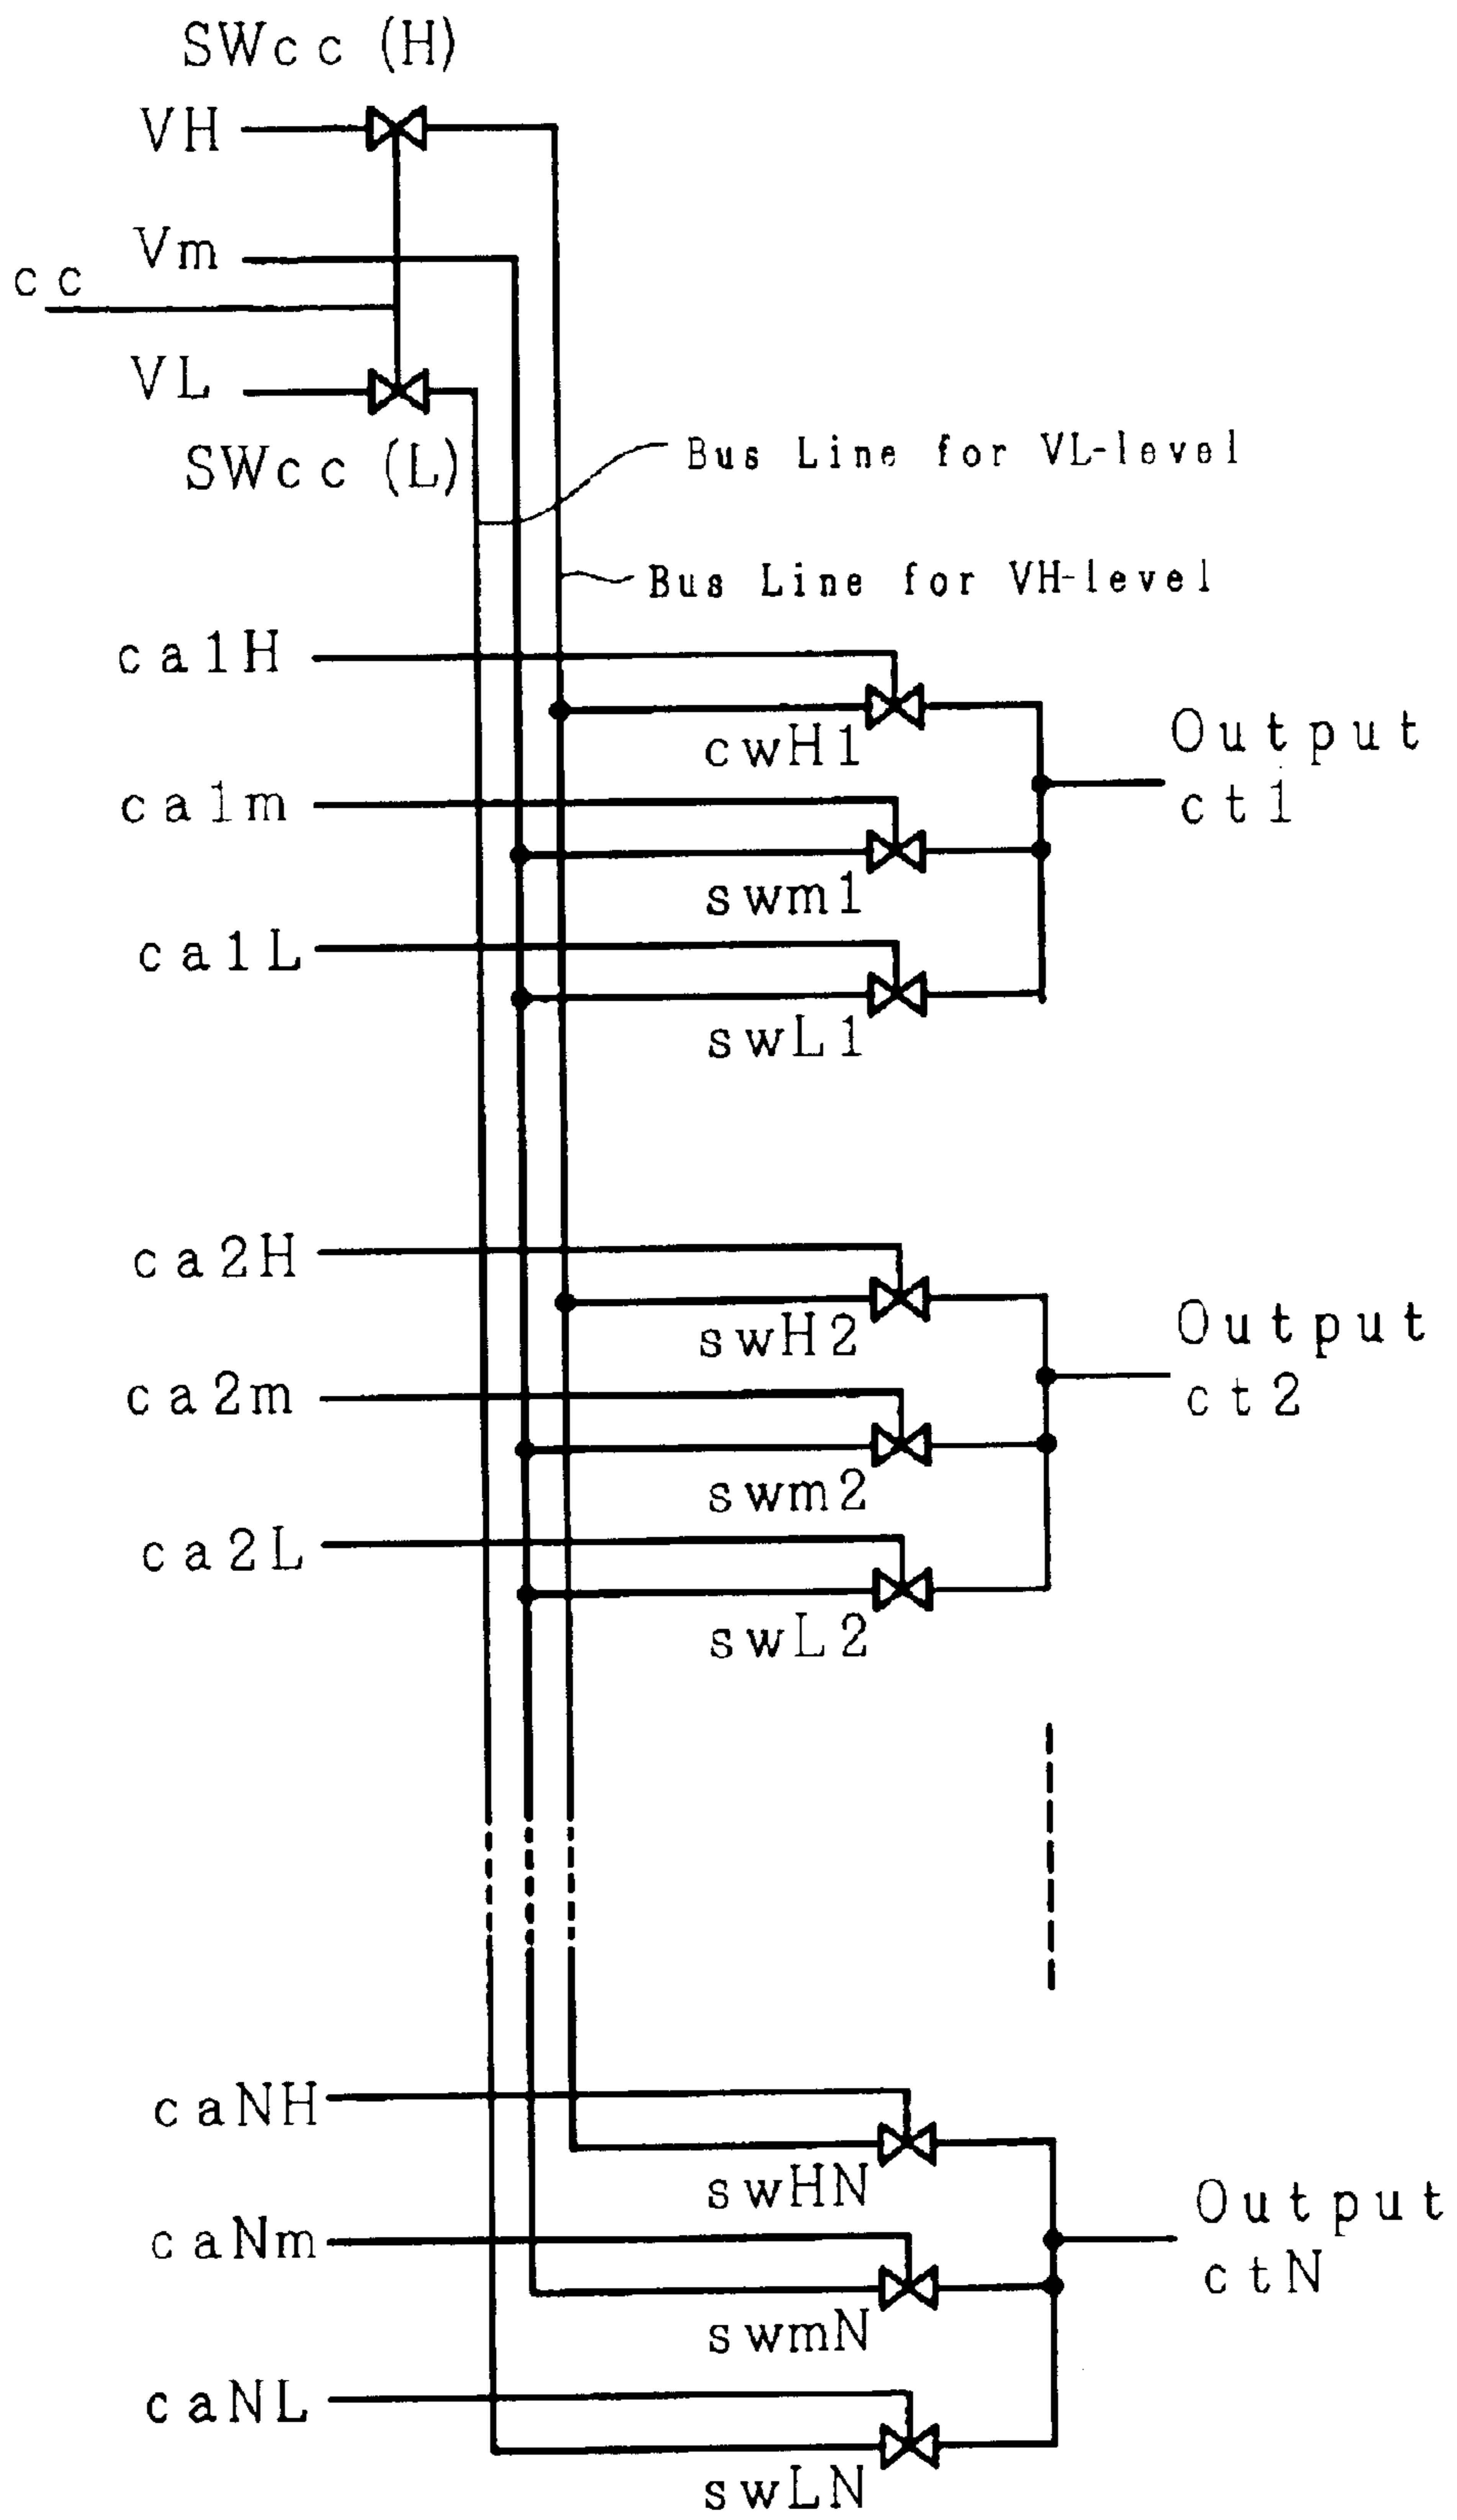 SWcc (H)
VH
Vm
cc
VL
SWcc (L)
Bus Line for VL-level
Bus Line for VH-level
ca1H
cwH1
Output
ct1
ca1m
swm1
ca1L
swL1
ca2H
swH2
Output
ct2
ca2m
swm2
ca2L
swL2
caNH
swHN
Output
ctN
caNm
swmN
caNL
swLN